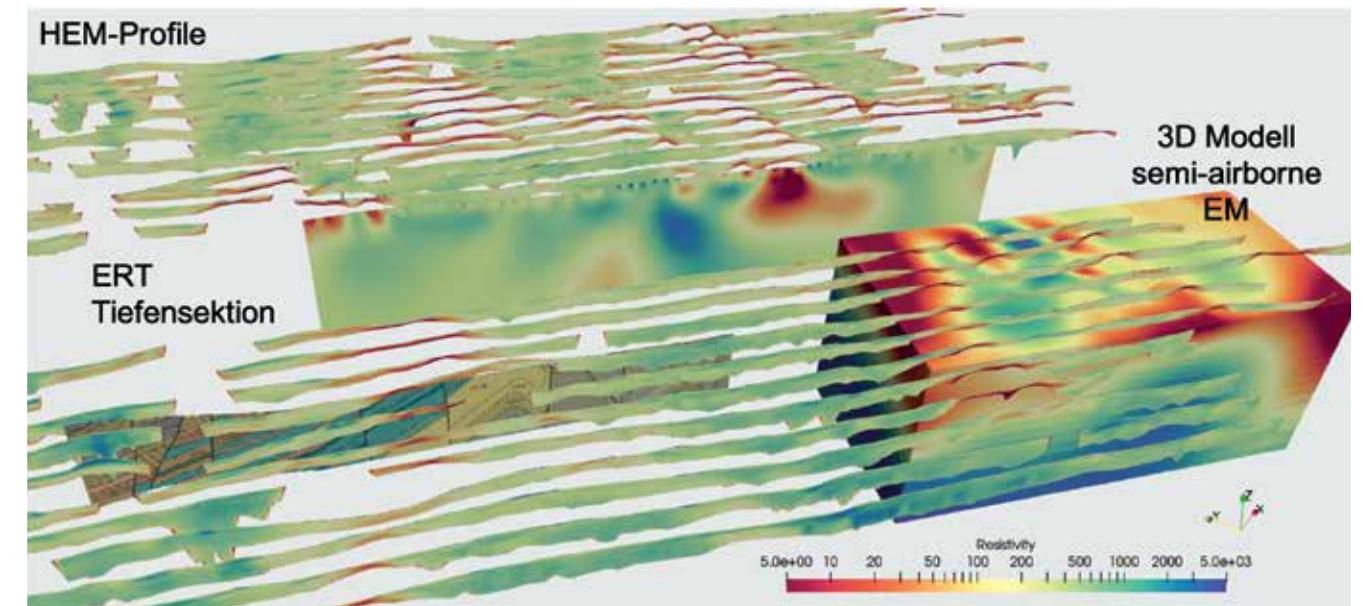 HEM-Profile
3D Modell
semi-airborne
EM
ERT
Tiefensektion
Z
X
Y
Resistivity
5.0e+00 10 20 50 100 200 500 1000 2000 5.0e+03